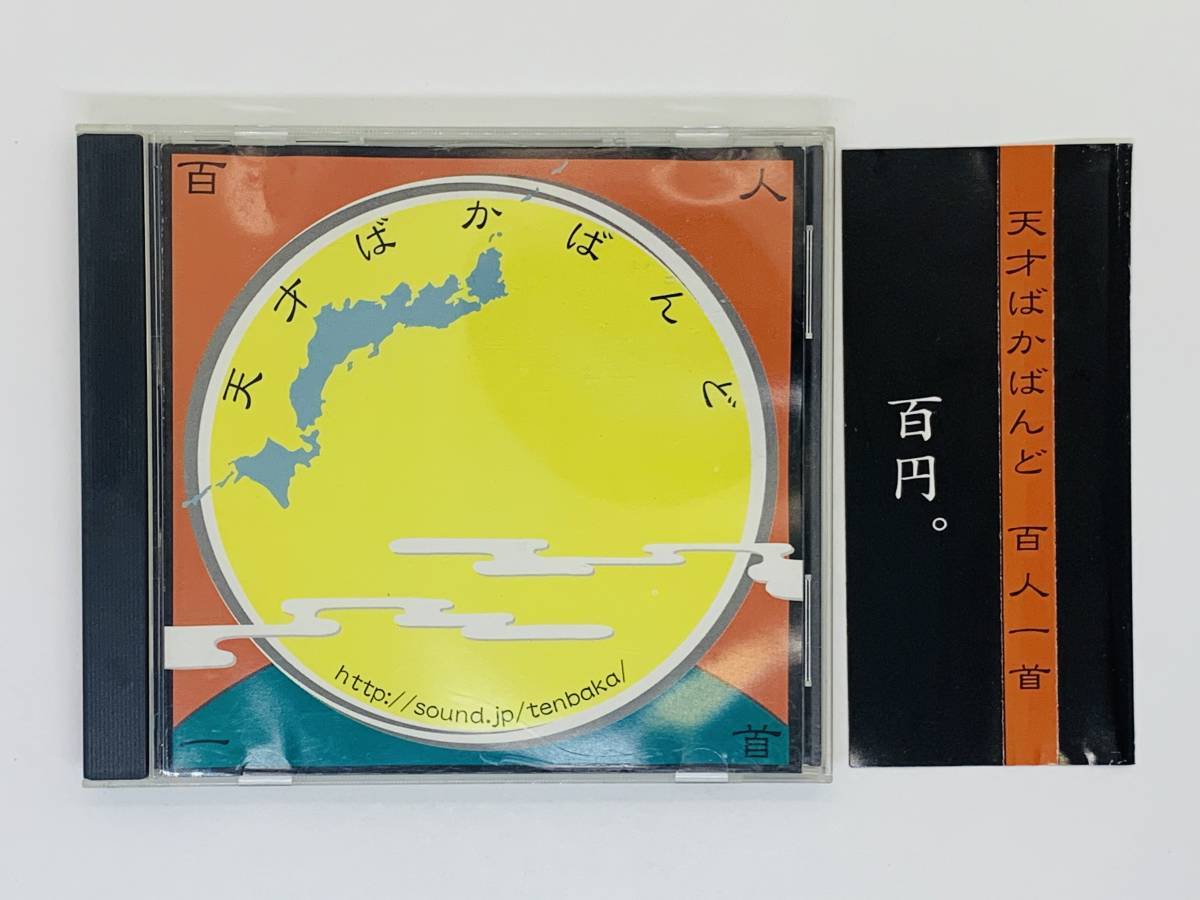 百 人
天才ばかばんど
http://sound.jp/tenbaka/
一 首
百円。
天才ばかばんど 百人一首